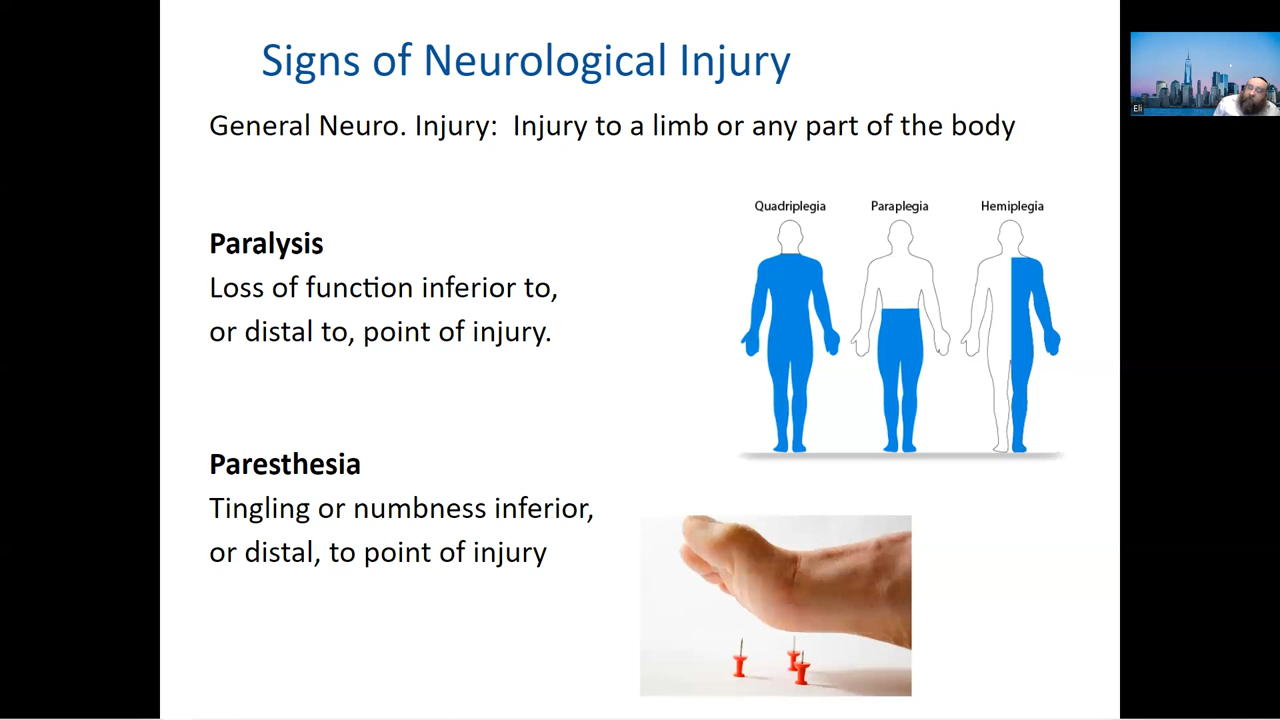 Signs of Neurological Injury
General Neuro. Injury: Injury to a limb or any part of the body
Quadriplegia Paraplegia Hemiplegia
Paralysis
Loss of function inferior to,
or distal to, point of injury.
Paresthesia
Tingling or numbness inferior,
or distal, to point of injury
Eli